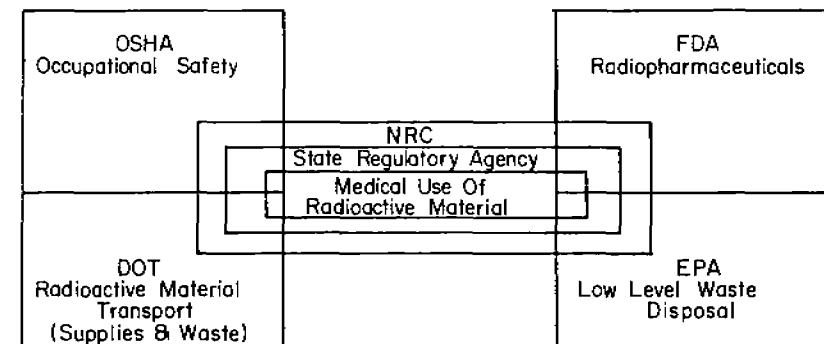 OSHA
Occupational Safety
FDA
Radiopharmaceuticals
NRC
State Regulatory Agency
Medical Use Of
Radioactive Material
DOT
Radioactive Material
Transport
(Supplies & Waste)
EPA
Low Level Waste
Disposal